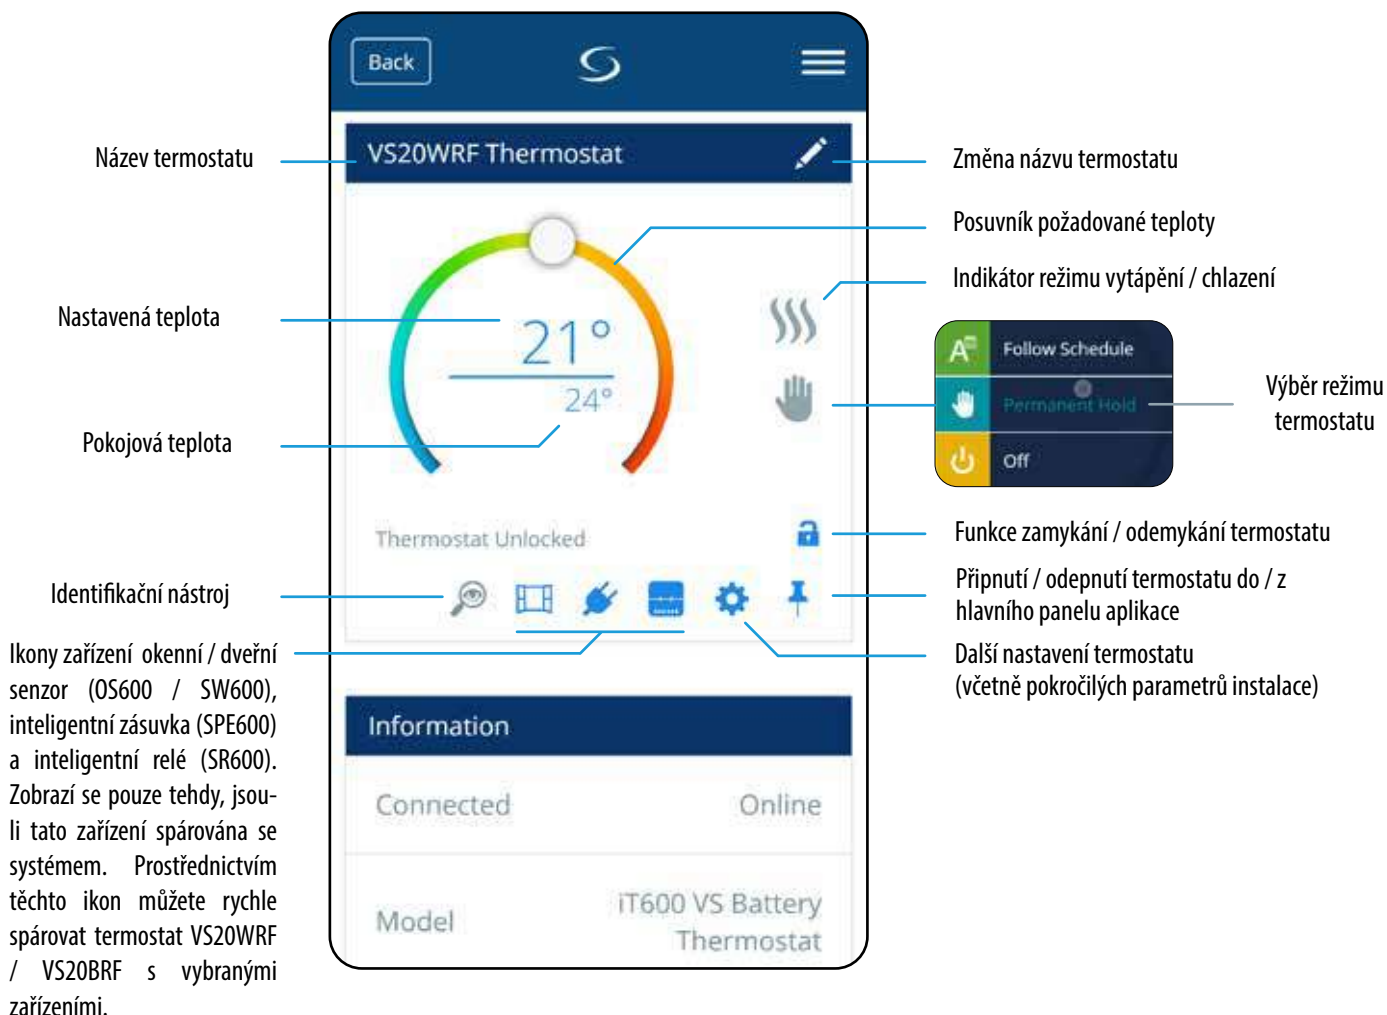 Back
VS20WRF Thermostat
Název termostatu
Změna názvu termostatu
Posuvník požadované teploty
Indikátor režimu vytápění / chlazení
Nastavená teplota
21°
24°
Pokojová teplota
A
Follow Schedule
Permanent Hold
Off
Výběr režimu
termostatu
Thermostat Unlocked
Funkce zamykání / odemykání termostatu
Identifikační nástroj
Připnutí / odepnutí termostatu do / z
hlavního panelu aplikace
Další nastavení termostatu
(včetně pokročilých parametrů instalace)
Ikony zařízení okenní / dveřní
senzor (OS600 / SW600),
inteligentní zásuvka (SPE600)
a inteligentní relé (SR600).
Zobrazí se pouze tehdy, jsou-
li tato zařízení spárována se
systémem. Prostřednictvím
těchto ikon můžete rychle
spárovat termostat VS20WRF
/ VS20BRF s vybranými
zařízeními.
Information
Connected Online
Model iT600 VS Battery
Thermostat